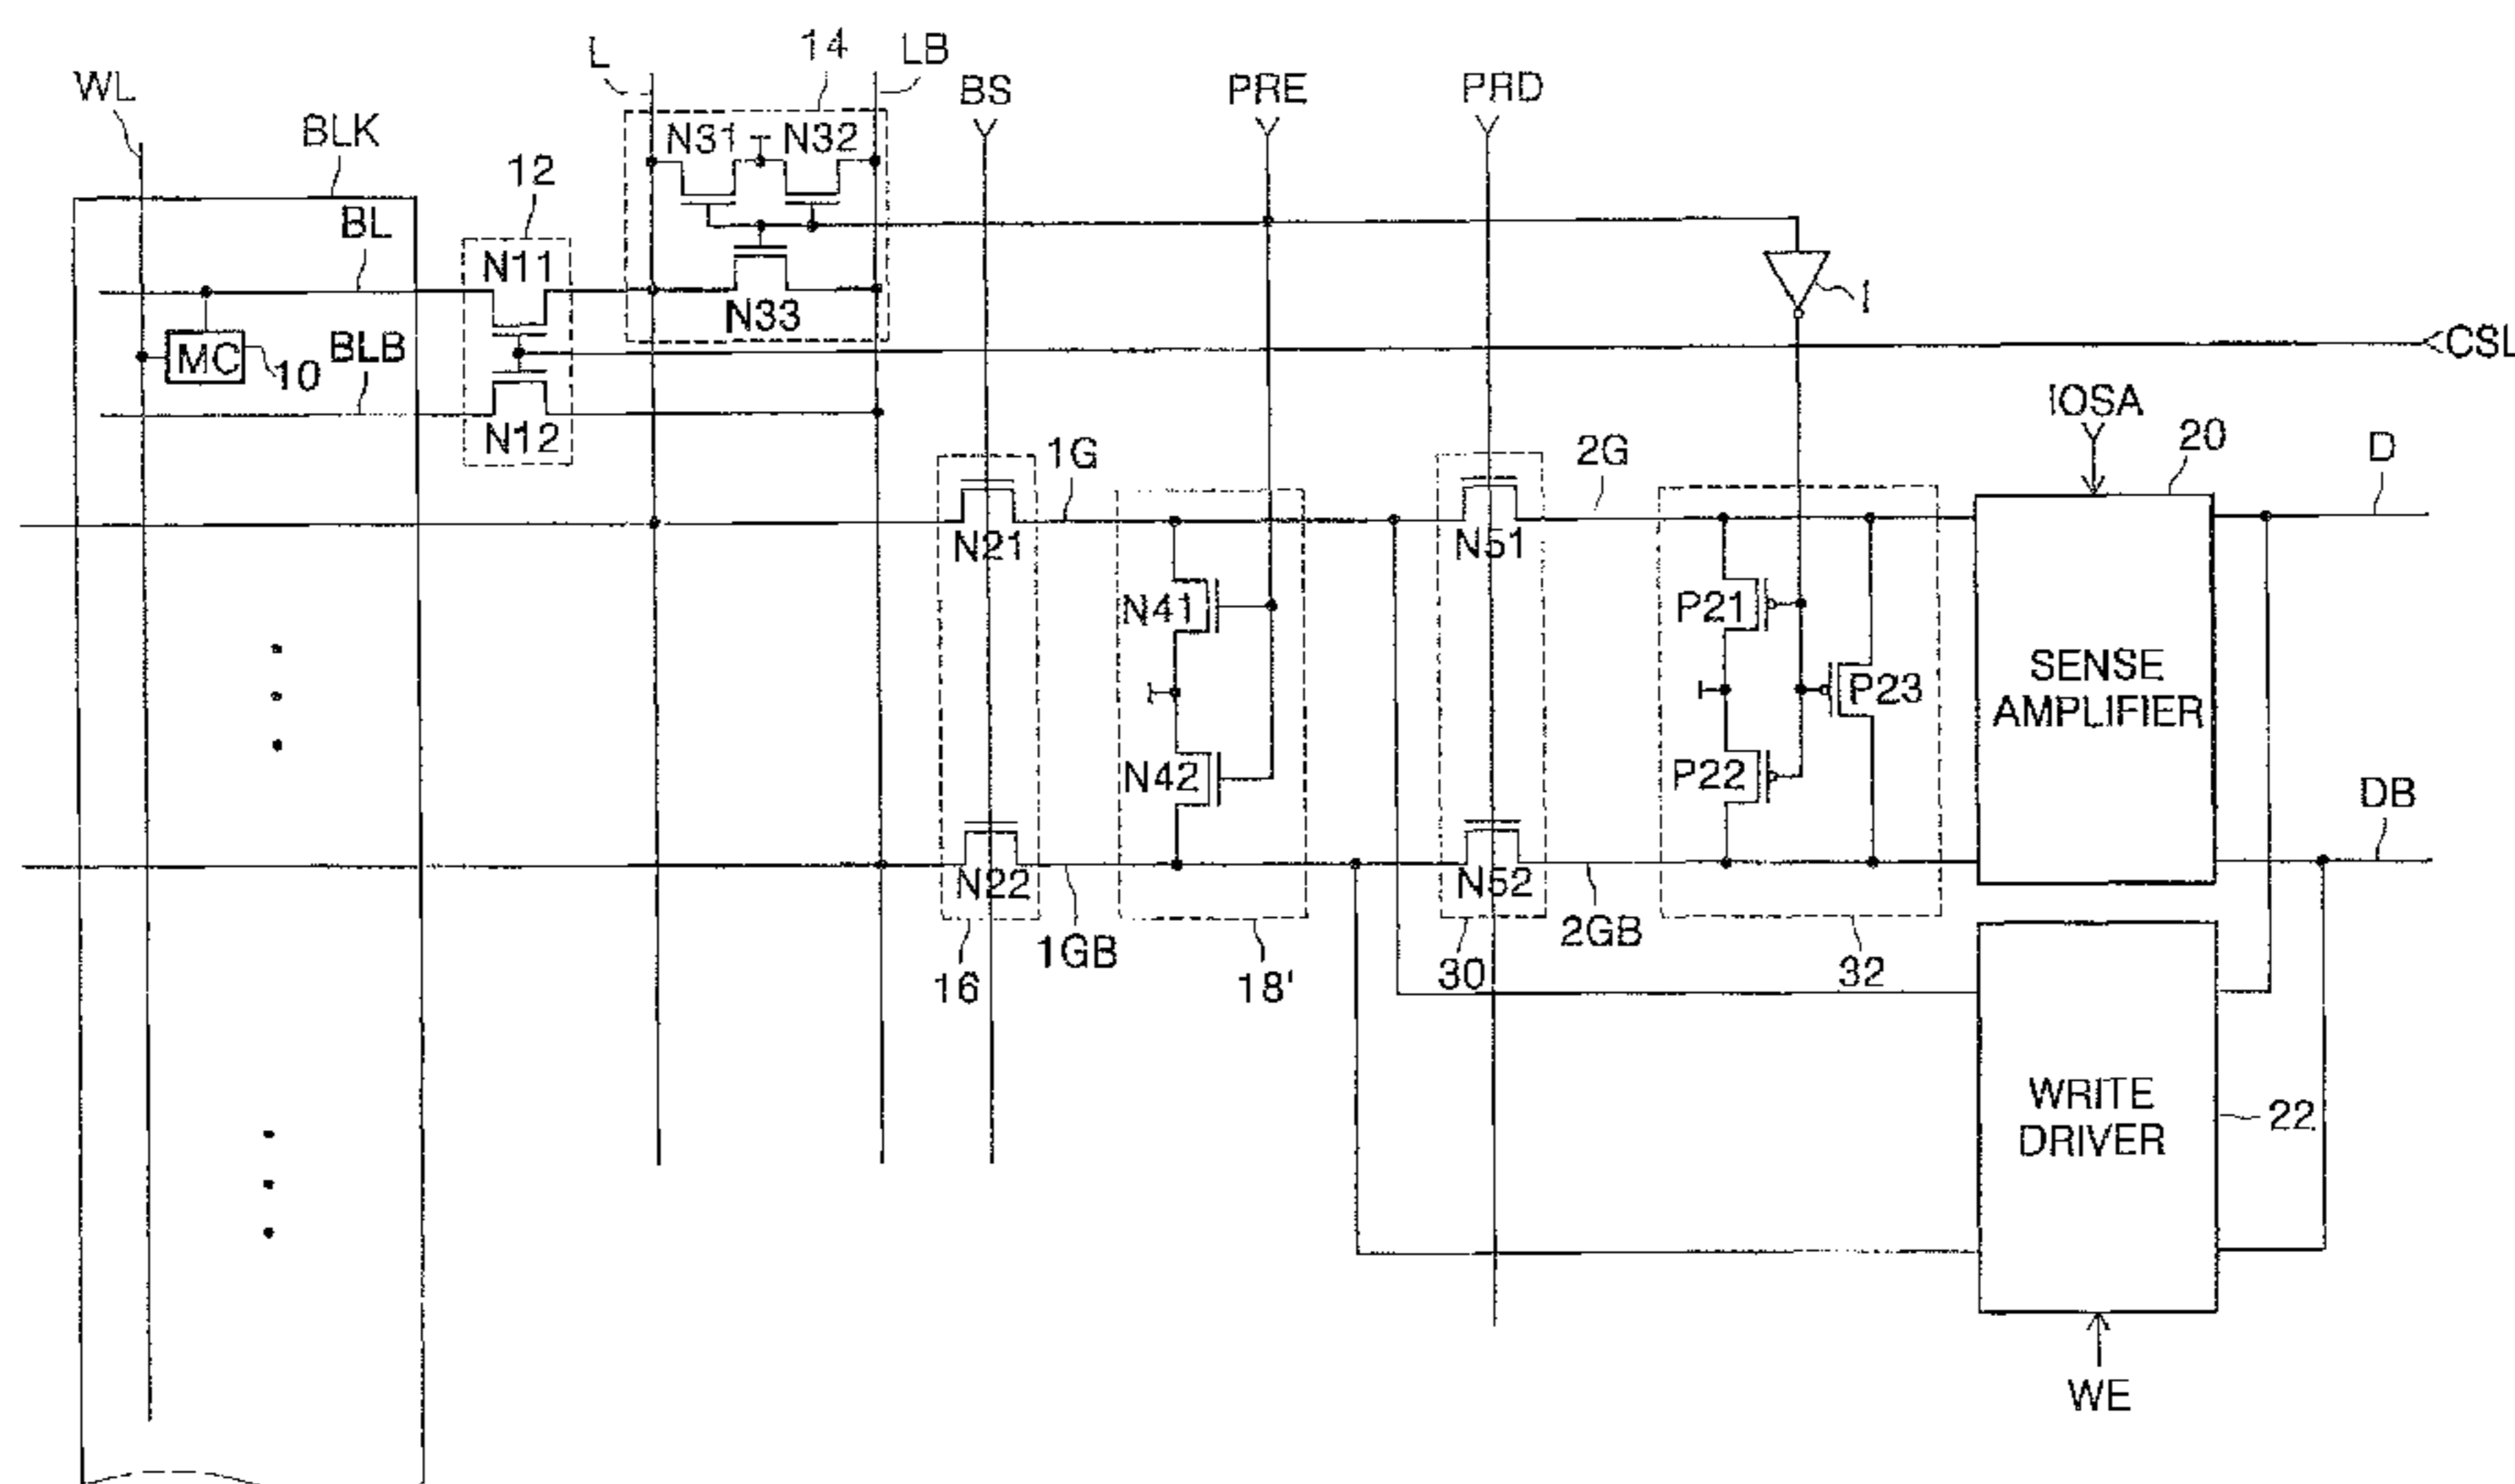 L
14
LB
WL
BS
PRE
PRD
BLK
N31
N32
12
BL
N11
I
N33
CSL
MC
10
BLB
IOSA
N12
20
1G
2G
D
N21
N51
N41
P21
SENSE
AMPLIFIER
P23
N42
P22
DB
N22
N52
1GB
2GB
16
18'
30
32
WRITE
DRIVER
22
WE